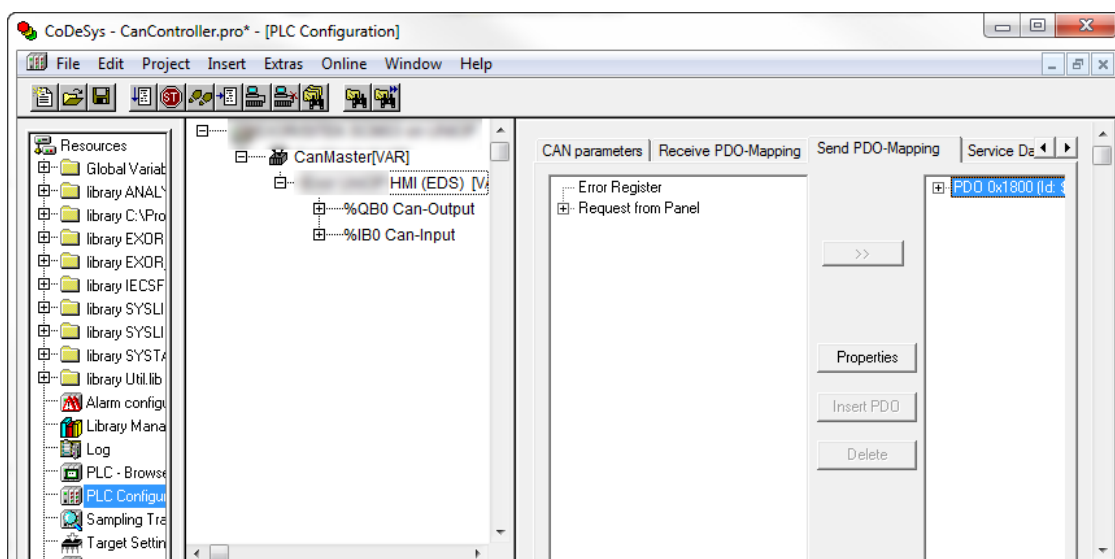 CoDeSys - CanController.pro* - [PLC Configuration]
File Edit Project Insert Extras Online Window Help
Resources
Global Variab
library ANALY
library C:\Pro
library EXOR
library EXOR_
library IECSF
library SYSLI
library SYSLI
library SYSTA
library Util.lib
Alarm configu
Library Mana
Log
PLC - Browse
PLC Configur
Sampling Tra
Target Settin
CanMaster[VAR]
HMI (EDS) [VA
%QB0 Can-Output
%IB0 Can-Input
CAN parameters Receive PDO-Mapping Send PDO-Mapping Service Da
Error Register
Request from Panel
>>
Properties
Insert PDO
Delete
PDO 0x1800 (Id: $